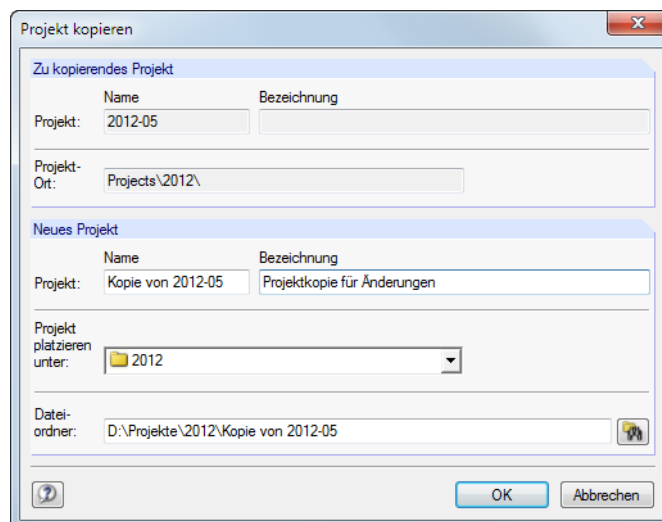 Projekt kopieren
Zu kopierendes Projekt
Name Bezeichnung
Projekt: 2012-05
Projekt-
Ort: Projects\2012\
Neues Projekt
Name Bezeichnung
Projekt: Kopie von 2012-05 Projektkopie für Änderungen
Projekt
platzieren
unter: 2012
Datei-
ordner: D:\Projekte\2012\Kopie von 2012-05
OK Abbrechen